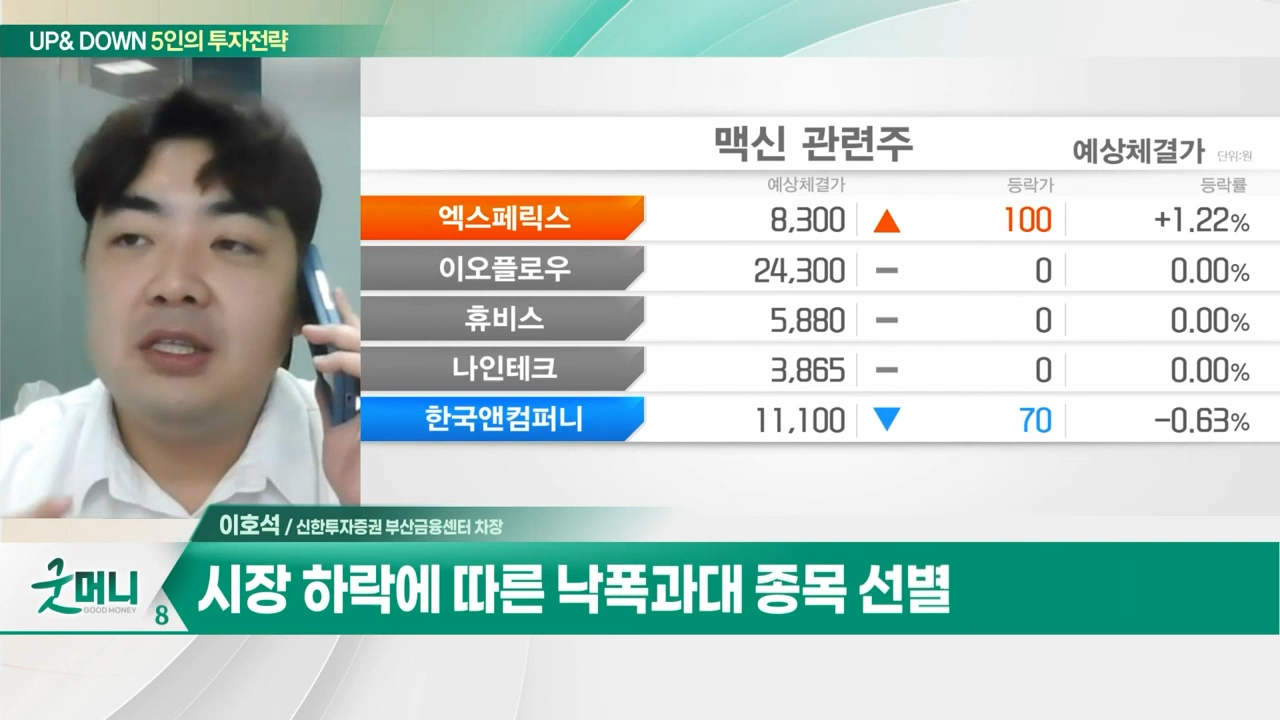 UP& DOWN 5인의 투자전략
맥신 관련주 예상체결가 단위:원
예상체결가 등락가 등락률
엑스페릭스 8,300 ▲ 100 +1.22%
이오플로우 24,300 - 0 0.00%
휴비스 5,880 - 0 0.00%
나인테크 3,865 - 0 0.00%
한국앤컴퍼니 11,100 ▼ 70 -0.63%
이호석 / 신한투자증권 부산금융센터 차장
굿머니 GOOD MONEY 8
시장 하락에 따른 낙폭과대 종목 선별